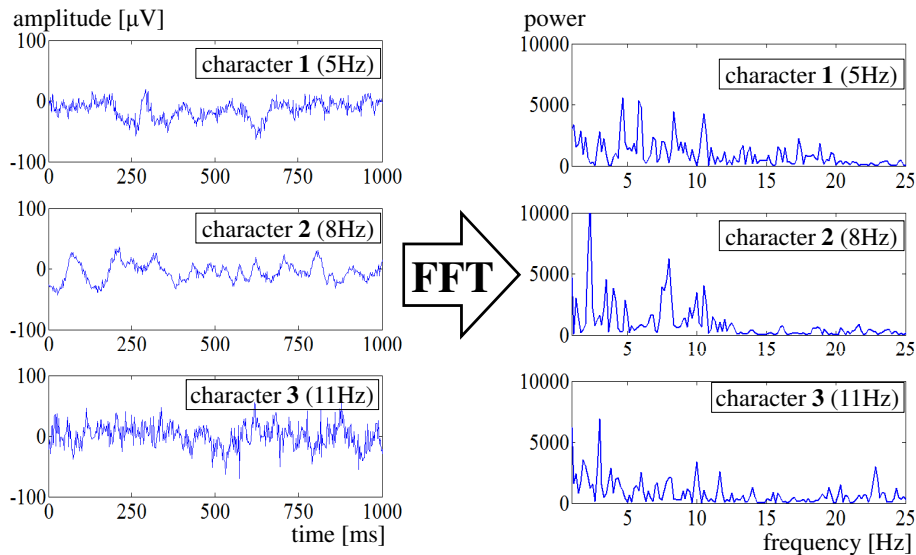 amplitude [µV]
100
character 1 (5Hz)
0
-100
0 250 500 750 1000
100
character 2 (8Hz)
0
-100
0 250 500 750 1000
100
character 3 (11Hz)
0
-100
0 250 500 750 1000
time [ms]
FFT
power
10000
character 1 (5Hz)
5000
0
5 10 15 20 25
10000
character 2 (8Hz)
5000
0
5 10 15 20 25
10000
character 3 (11Hz)
5000
0
5 10 15 20 25
frequency [Hz]